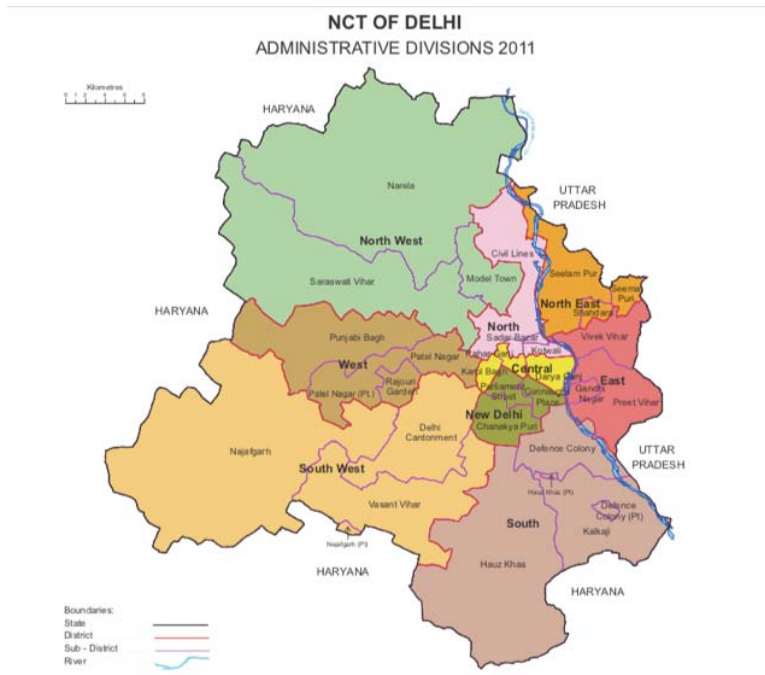 NCT OF DELHI
ADMINISTRATIVE DIVISIONS 2011
Kilometres
HARYANA
Narela
UTTAR
PRADESH
North West
Civil Lines
Saraswati Vihar
Model Town
Seelam Pur
Seema
Puri
North East
Shahdara
HARYANA
North
Sadar Bazar
Vivek Vihar
Punjabi Bagh
Kotwali
Patel Nagar
Pahar Ganj
West
Central
Karol Bagh
Darya Ganj
Rajouri
Garden
Patel Nagar (Pt.)
Parliament
Street
Connaught
Place
Gandhi
Nagar
East
Preet Vihar
New Delhi
Chanakya Puri
Delhi
Cantonment
Najafgarh
Defence Colony
UTTAR
PRADESH
South West
Hauz Khas (Pt)
Vasant Vihar
Defence
Colony (Pt)
South
Kalkaji
Najafgarh (Pt)
Hauz Khas
HARYANA
HARYANA
Boundaries:
State
District
Sub - District
River